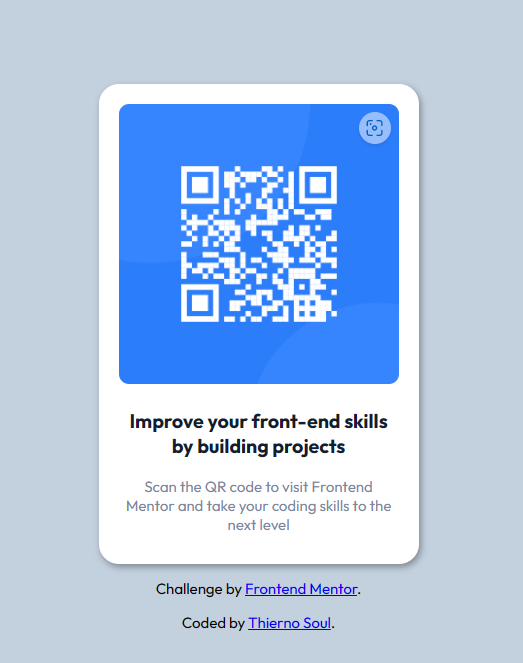 Improve your front-end skills
by building projects
Scan the QR code to visit Frontend
Mentor and take your coding skills to the
next level
Challenge by Frontend Mentor.
Coded by Thierno Soul.